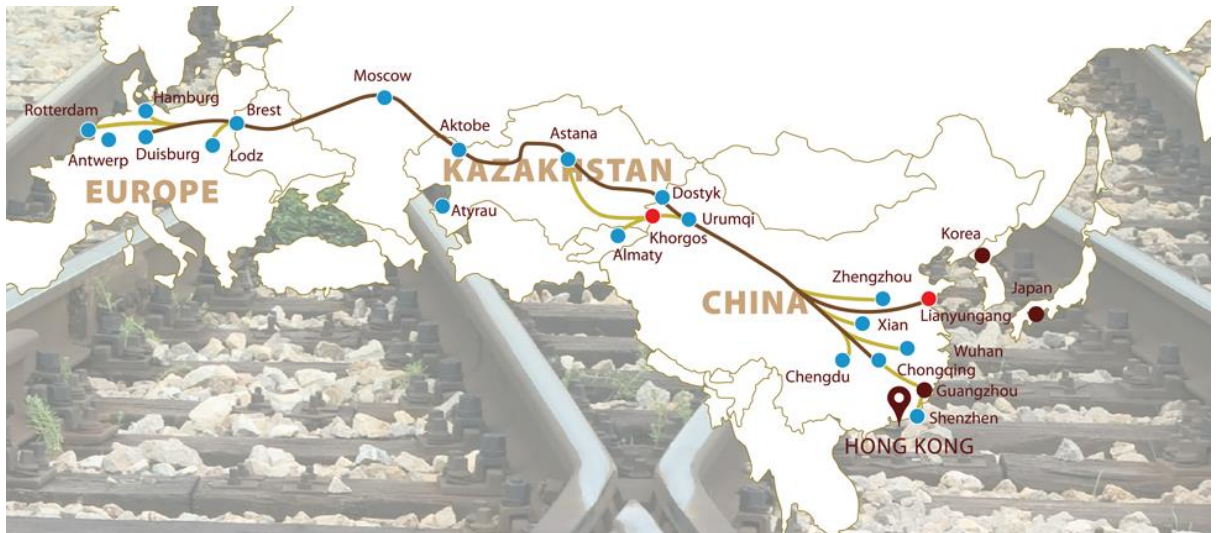 Moscow
Hamburg
Rotterdam
Brest
Aktobe
Astana
Antwerp
Duisburg
Lodz
KAZAKHSTAN
EUROPE
Dostyk
Atyrau
Urumqi
Khorgos
Almaty
Korea
Zhengzhou
Japan
CHINA
Lianyungang
Xian
Wuhan
Chengdu
Chongqing
Guangzhou
Shenzhen
HONG KONG